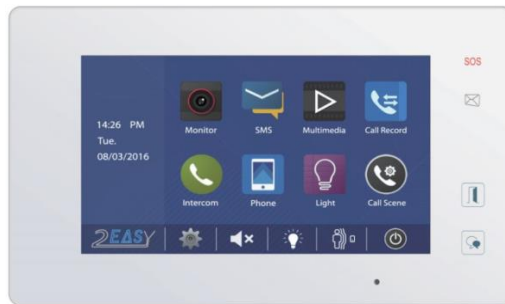 SOS
14:26 PM
Tue.
08/03/2016
Monitor
SMS
Multimedia
Call Record
Intercom
Phone
Light
Call Scene
2EASY